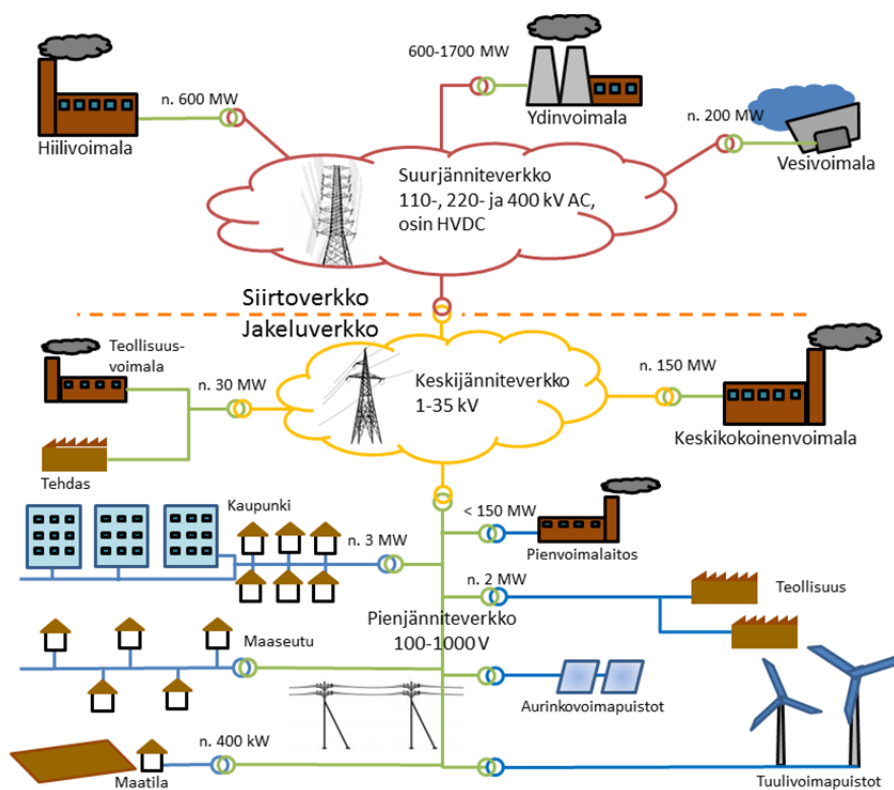 600-1700 MW
n. 600 MW
Hiilivoimala
Ydinvoimala
n. 200 MW
Vesivoimala
Suurjänniteverkko
110-, 220- ja 400 kV AC,
osin HVDC
Siirtoverkko
Jakeluverkko
Teollisuus-
voimala
n. 30 MW
Keskijänniteverkko
1-35 kV
n. 150 MW
Keskikokoinenvoimala
Tehdas
Kaupunki
< 150 MW
Pienvoimalaitos
n. 3 MW
n. 2 MW
Teollisuus
Pienjänniteverkko
100-1000 V
Maaseutu
Aurinkovoimapuistot
n. 400 kW
Maatila
Tuulivoimapuistot